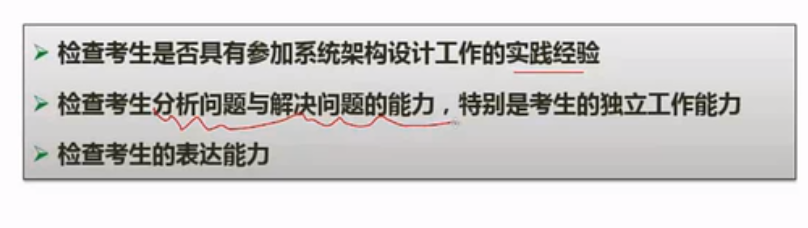 检查考生是否具有参加系统架构设计工作的实践经验
检查考生分析问题与解决问题的能力，特别是考生的独立工作能力
检查考生的表达能力